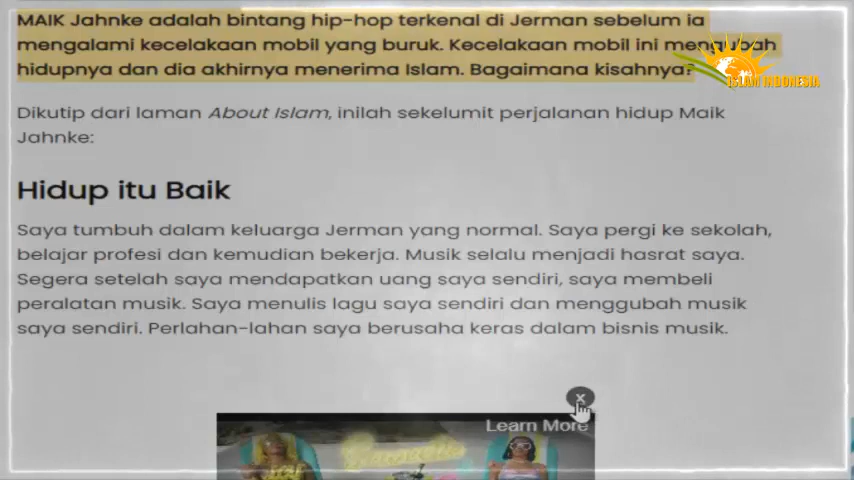 MAIK Jahnke adalah bintang hip-hop terkenal di Jerman sebelum ia
mengalami kecelakaan mobil yang buruk. Kecelakaan mobil ini mengubah
hidupnya dan dia akhirnya menerima Islam. Bagaimana kisahnya?
ISLAM INDONESIA
Dikutip dari laman About Islam, inilah sekelumit perjalanan hidup Maik
Jahnke:
Hidup itu Baik
Saya tumbuh dalam keluarga Jerman yang normal. Saya pergi ke sekolah,
belajar profesi dan kemudian bekerja. Musik selalu menjadi hasrat saya.
Segera setelah saya mendapatkan uang saya sendiri, saya membeli
peralatan musik. Saya menulis lagu saya sendiri dan menggubah musik
saya sendiri. Perlahan-lahan saya berusaha keras dalam bisnis musik.
x
Learn More